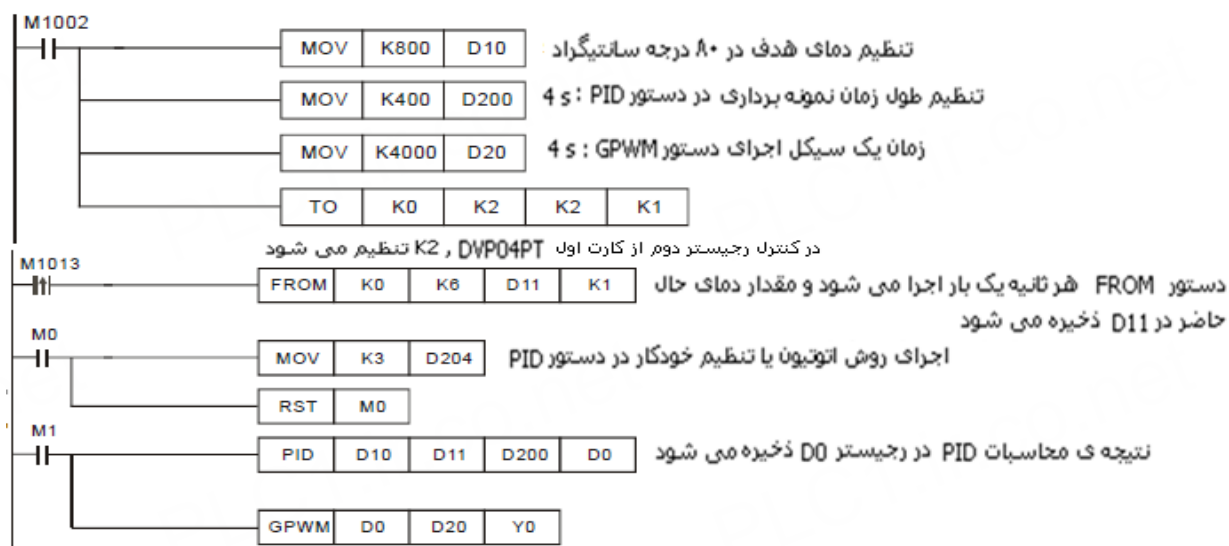 M1002
MOV K800 D10 تنظیم دمای هدف در ۸۰ درجه سانتیگراد
MOV K400 D200 تنظیم طول زمان نمونه برداری در دستور PID : 4 s
MOV K4000 D20 زمان یک سیکل اجرای دستور GPWM : 4 s
TO K0 K2 K2 K1
در کنترل رجیستر دوم از کارت اول DVP04PT , K2 تنظیم می شود
M1013
FROM K0 K6 D11 K1 دستور FROM هر ثانیه یک بار اجرا می شود و مقدار دمای حال
حاضر در D11 ذخیره می شود
M0
MOV K3 D204 اجرای روش اتوتیون یا تنظیم خودکار در دستور PID
RST M0
M1
PID D10 D11 D200 D0 نتیجه ی محاسبات PID در رجیستر D0 ذخیره می شود
GPWM D0 D20 Y0